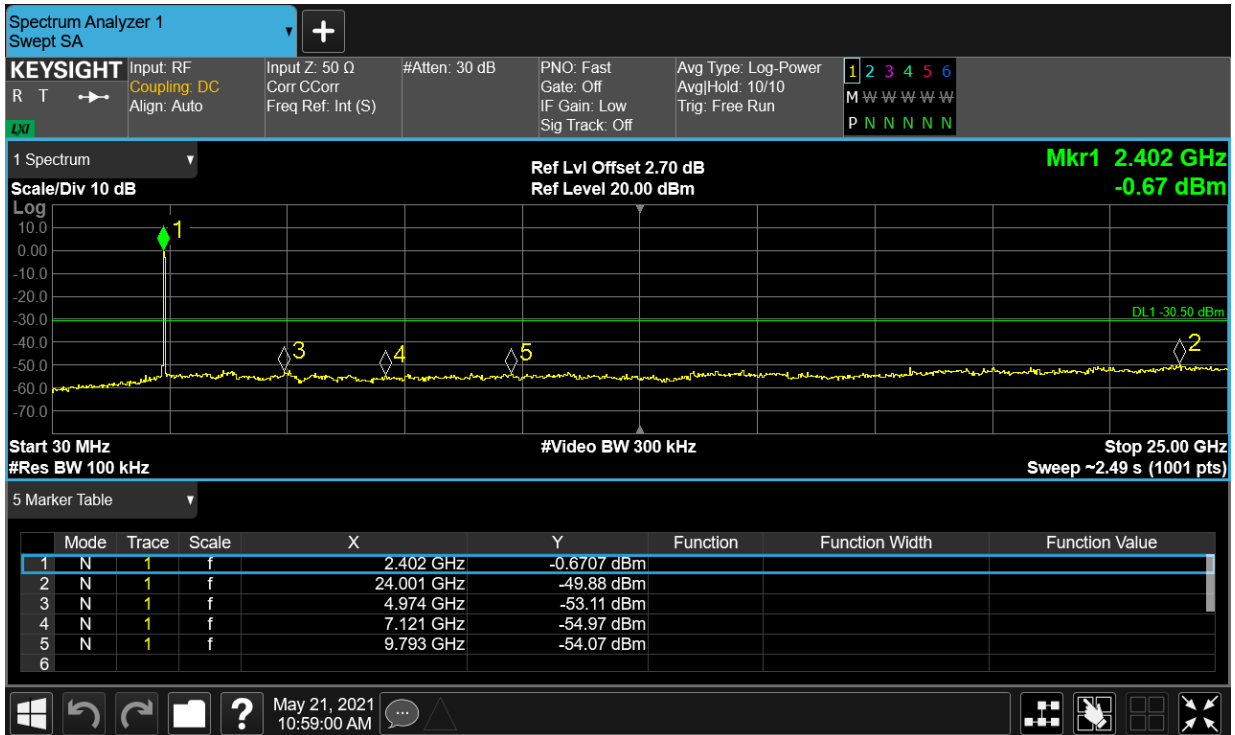 Spectrum Analyzer 1
Swept SA
KEYSIGHT
R T
LXI
Input: RF
Coupling: DC
Align: Auto
Input Z: 50 Ω
Corr CCorr
Freq Ref: Int (S)
#Atten: 30 dB
PNO: Fast
Gate: Off
IF Gain: Low
Sig Track: Off
Avg Type: Log-Power
Avg|Hold: 10/10
Trig: Free Run
1 2 3 4 5 6
M W W W W W
P N N N N N
1 Spectrum
Scale/Div 10 dB
Ref Lvl Offset 2.70 dB
Ref Level 20.00 dBm
Mkr1 2.402 GHz
-0.67 dBm
Log
10.0
0.00
-10.0
-20.0
-30.0
-40.0
-50.0
-60.0
-70.0
1
DL1 -30.50 dBm
3
4
5
2
Start 30 MHz
#Video BW 300 kHz
Stop 25.00 GHz
#Res BW 100 kHz
Sweep ~2.49 s (1001 pts)
5 Marker Table
Mode Trace Scale X Y Function Function Width Function Value
1 N 1 f 2.402 GHz -0.6707 dBm
2 N 1 f 24.001 GHz -49.88 dBm
3 N 1 f 4.974 GHz -53.11 dBm
4 N 1 f 7.121 GHz -54.97 dBm
5 N 1 f 9.793 GHz -54.07 dBm
6
?
May 21, 2021
10:59:00 AM